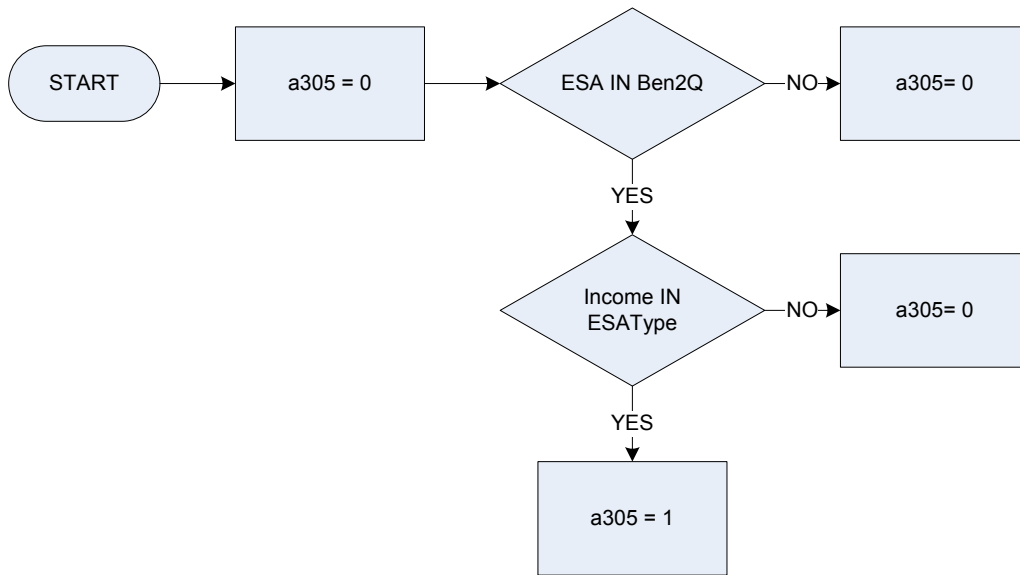 START
a305 = 0
ESA IN Ben2Q
NO
a305= 0
YES
Income IN
ESAType
NO
a305= 0
YES
a305 = 1